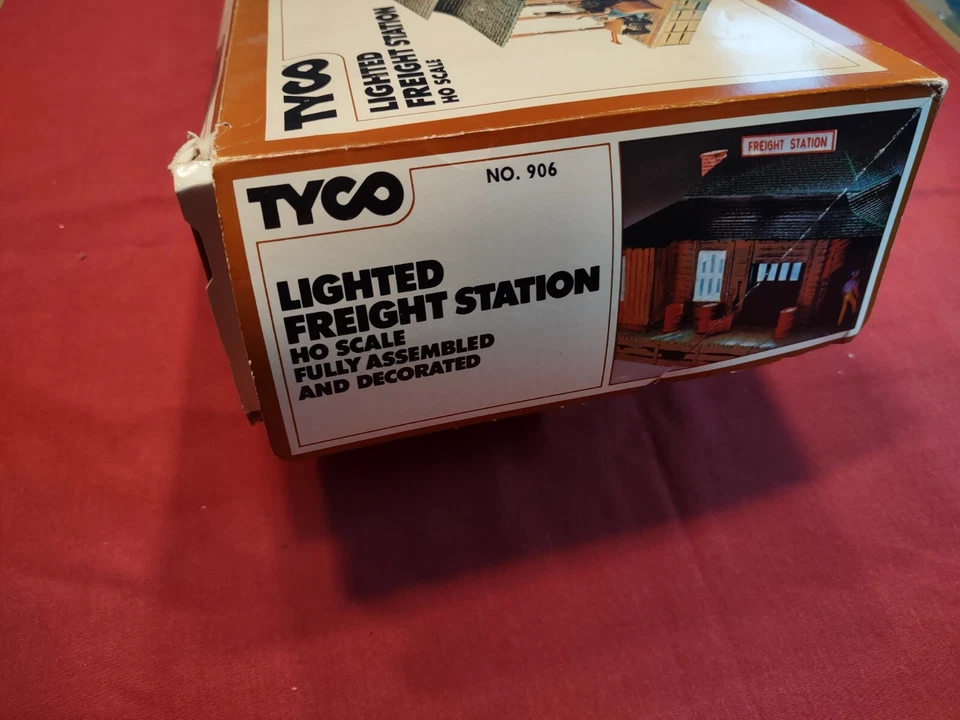 TYCO
LIGHTED
FREIGHT STATION
HO SCALE
TYCO
NO. 906
LIGHTED
FREIGHT STATION
HO SCALE
FULLY ASSEMBLED
AND DECORATED
FREIGHT STATION